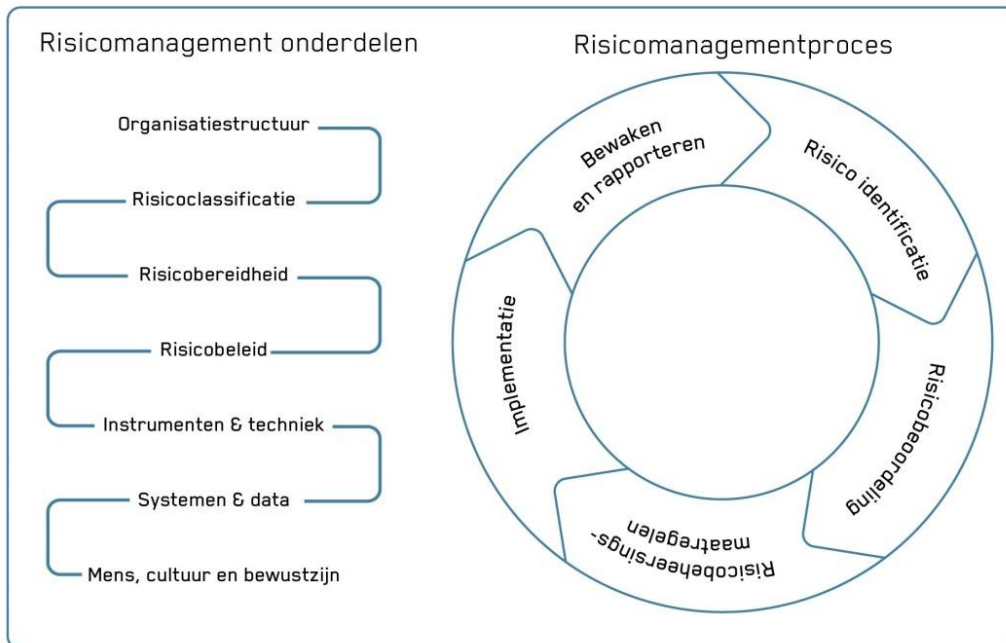 Risicomanagement onderdelen
Organisatiestructuur
Risicoclassificatie
Risicobereidheid
Risicobeleid
Instrumenten & techniek
Systemen & data
Mens, cultuur en bewustzijn
Risicomanagementproces
Bewaken
en rapporteren
Risico identificatie
Risicobeoordeling
Risicobeheersings-
maatregelen
Implementatie